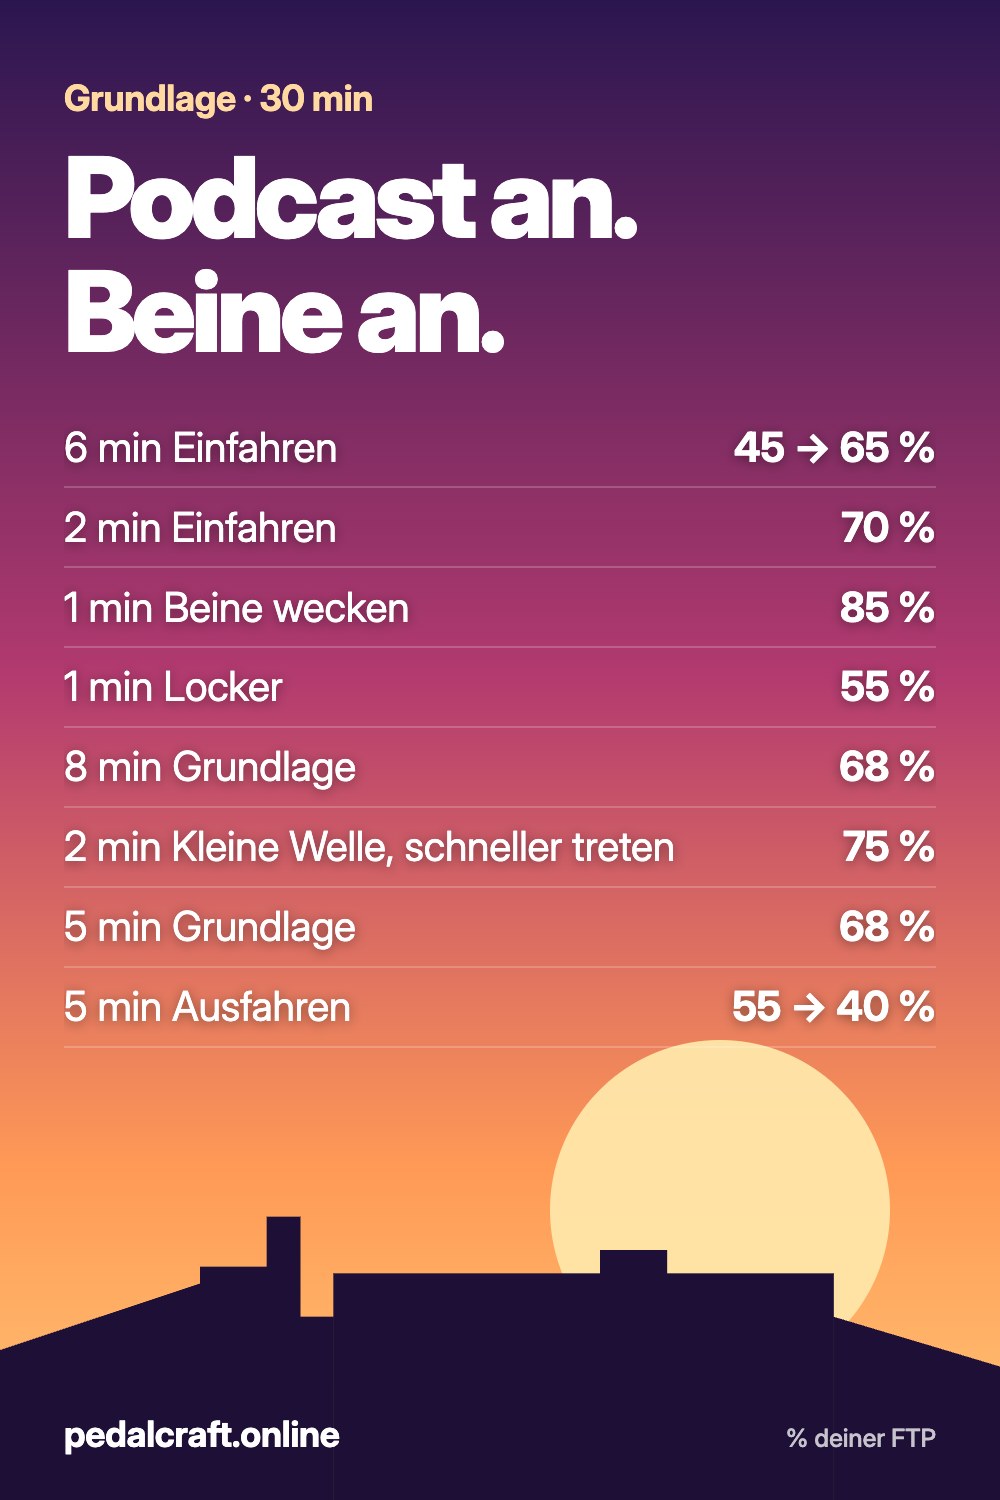 Grundlage · 30 min
Podcast an.
Beine an.
6 min Einfahren 45 → 65 %
2 min Einfahren 70 %
1 min Beine wecken 85 %
1 min Locker 55 %
8 min Grundlage 68 %
2 min Kleine Welle, schneller treten 75 %
5 min Grundlage 68 %
5 min Ausfahren 55 → 40 %
pedalcraft.online % deiner FTP